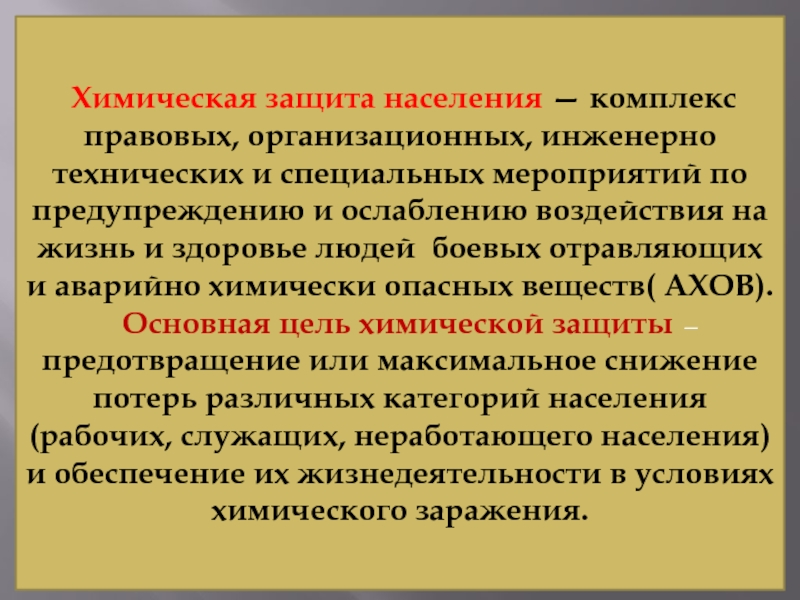 Химическая защита населения — комплекс
правовых, организационных, инженерно
технических и специальных мероприятий по
предупреждению и ослаблению воздействия на
жизнь и здоровье людей боевых отравляющих
и аварийно химически опасных веществ( АХОВ).
Основная цель химической защиты –
предотвращение или максимальное снижение
потерь различных категорий населения
(рабочих, служащих, неработающего населения)
и обеспечение их жизнедеятельности в условиях
химического заражения.